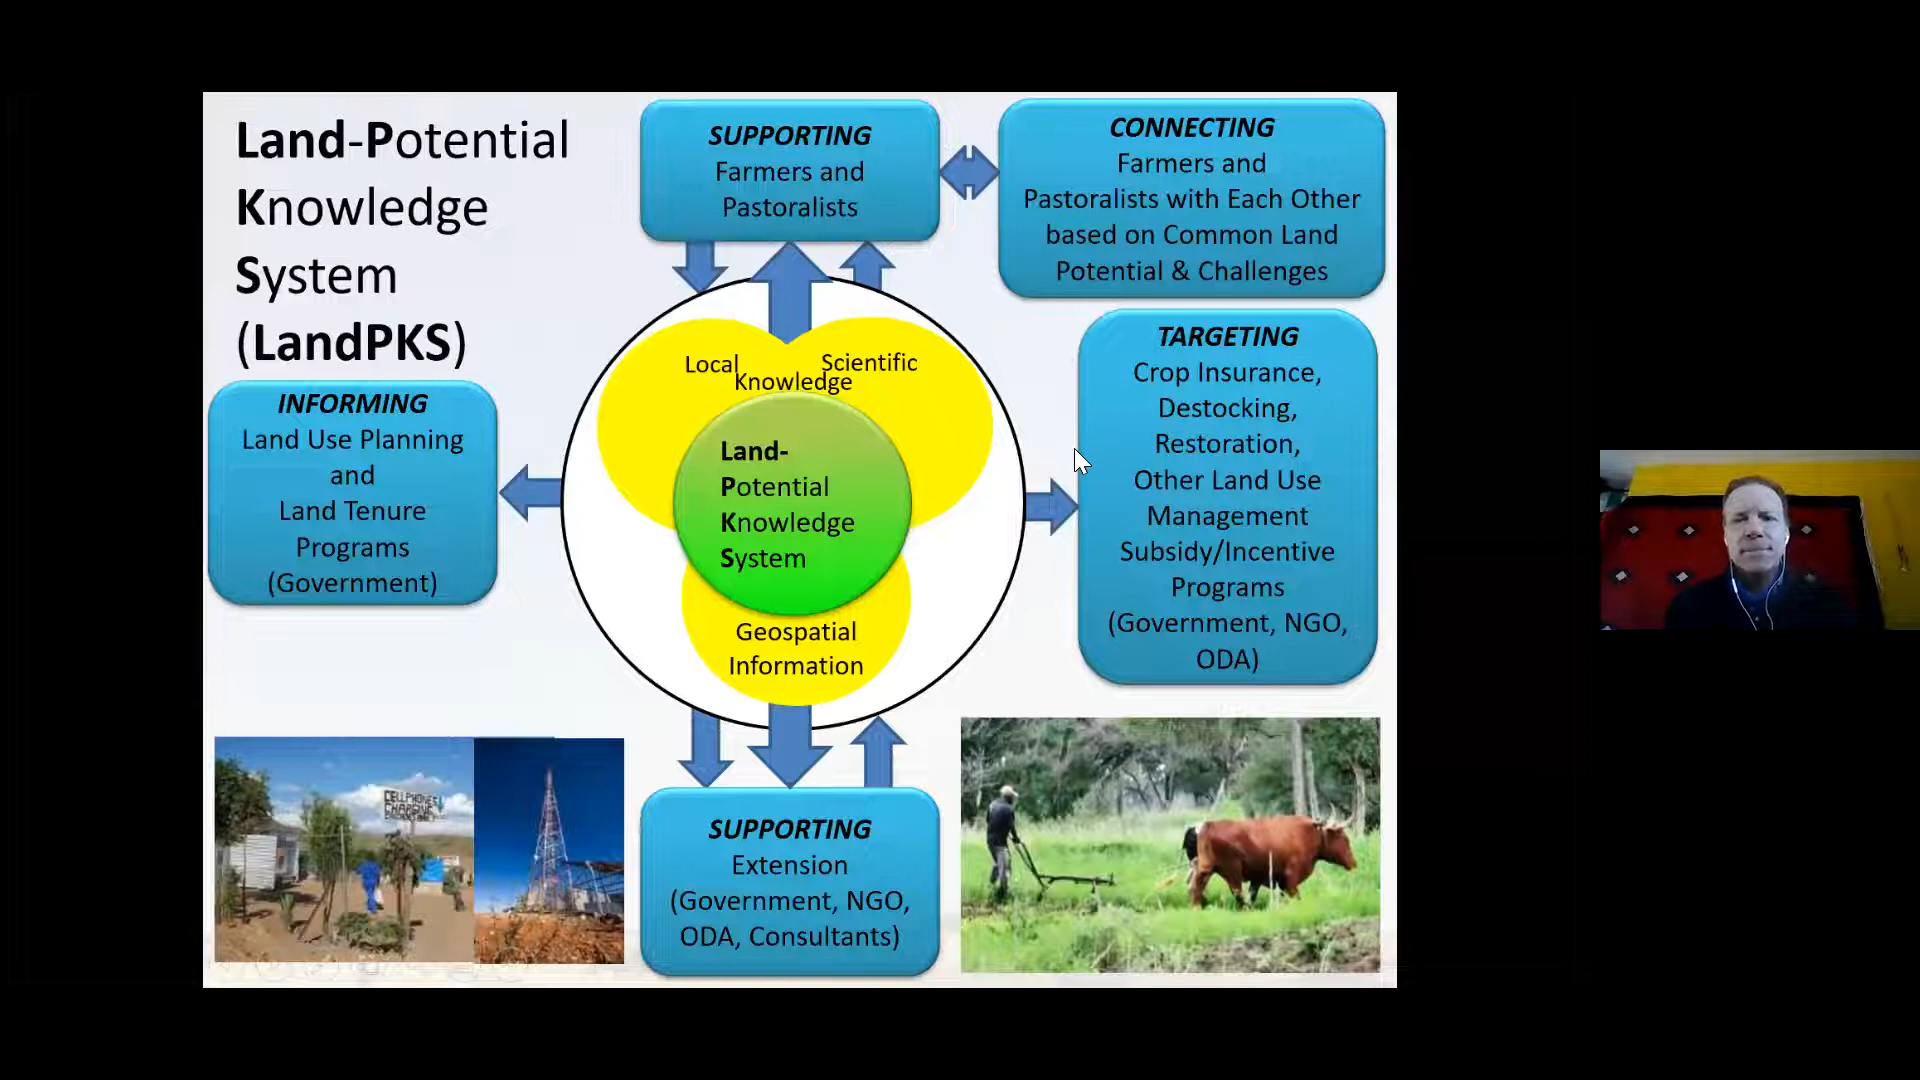 Land-Potential
Knowledge
System
(LandPKS)
SUPPORTING
Farmers and
Pastoralists
CONNECTING
Farmers and
Pastoralists with Each Other
based on Common Land
Potential & Challenges
INFORMING
Land Use Planning
and
Land Tenure
Programs
(Government)
Local
Scientific
Knowledge
Land-
Potential
Knowledge
System
Geospatial
Information
TARGETING
Crop Insurance,
Destocking,
Restoration,
Other Land Use
Management
Subsidy/Incentive
Programs
(Government, NGO,
ODA)
SUPPORTING
Extension
(Government, NGO,
ODA, Consultants)
CELLPHONES
CHARGING